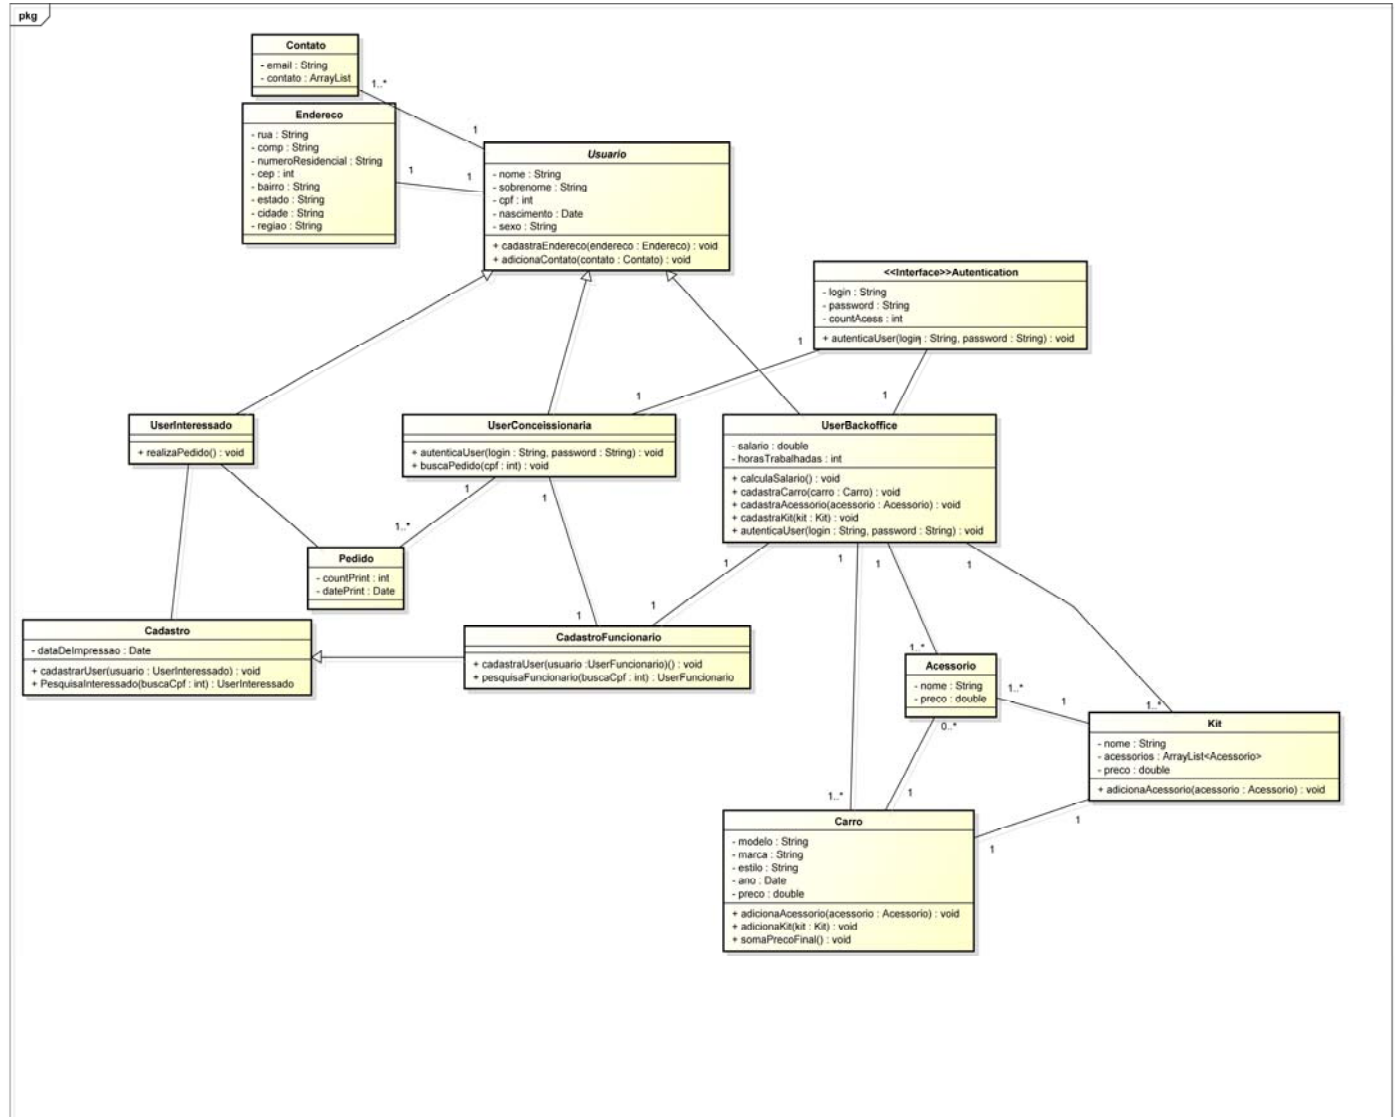 pkg
Contato
- email : String
- contato : ArrayList
1..*
1
Endereco
- rua : String
- comp : String
- numeroResidencial : String
- cep : int
- bairro : String
- estado : String
- cidade : String
- regiao : String
1
1
Usuario
- nome : String
- sobrenome : String
- cpf : int
- nascimento : Date
- sexo : String
+ cadastraEndereco(endereco : Endereco) : void
+ adicionaContato(contato : Contato) : void
<<Interface>>Autentication
- login : String
- password : String
- countAcess : int
+ autenticaUser(login : String, password : String) : void
1
1
1
UserInteressado
+ realizaPedido() : void
UserConceissionaria
+ autenticaUser(login : String, password : String) : void
+ buscaPedido(cpf : int) : void
UserBackoffice
- salario : double
- horasTrabalhadas : int
+ calculaSalario() : void
+ cadastraCarro(carro : Carro) : void
+ cadastraAcessorio(acessorio : Acessorio) : void
+ cadastraKit(kit : Kit) : void
+ autenticaUser(login : String, password : String) : void
1
1
1..*
1
1
1
1
Pedido
- countPrint : int
- datePrint : Date
1
1
Cadastro
- dataDeImpressao : Date
+ cadastrarUser(usuario : UserInteressado) : void
+ PesquisaInteressado(buscaCpf : int) : UserInteressado
CadastroFuncionario
+ cadastraUser(usuario :UserFuncionario)() : void
+ pesquisaFuncionario(buscaCpf : int) : UserFuncionario
1..*
Acessorio
- nome : String
- preco : double
1..*
1
1..*
0..*
Kit
- nome : String
- acessorios : ArrayList<Acessorio>
- preco : double
+ adicionaAcessorio(acessorio : Acessorio) : void
1..*
1
1
1
Carro
- modelo : String
- marca : String
- estilo : String
- ano : Date
- preco : double
+ adicionaAcessorio(acessorio : Acessorio) : void
+ adicionaKit(kit : Kit) : void
+ somaPrecoFinal() : void